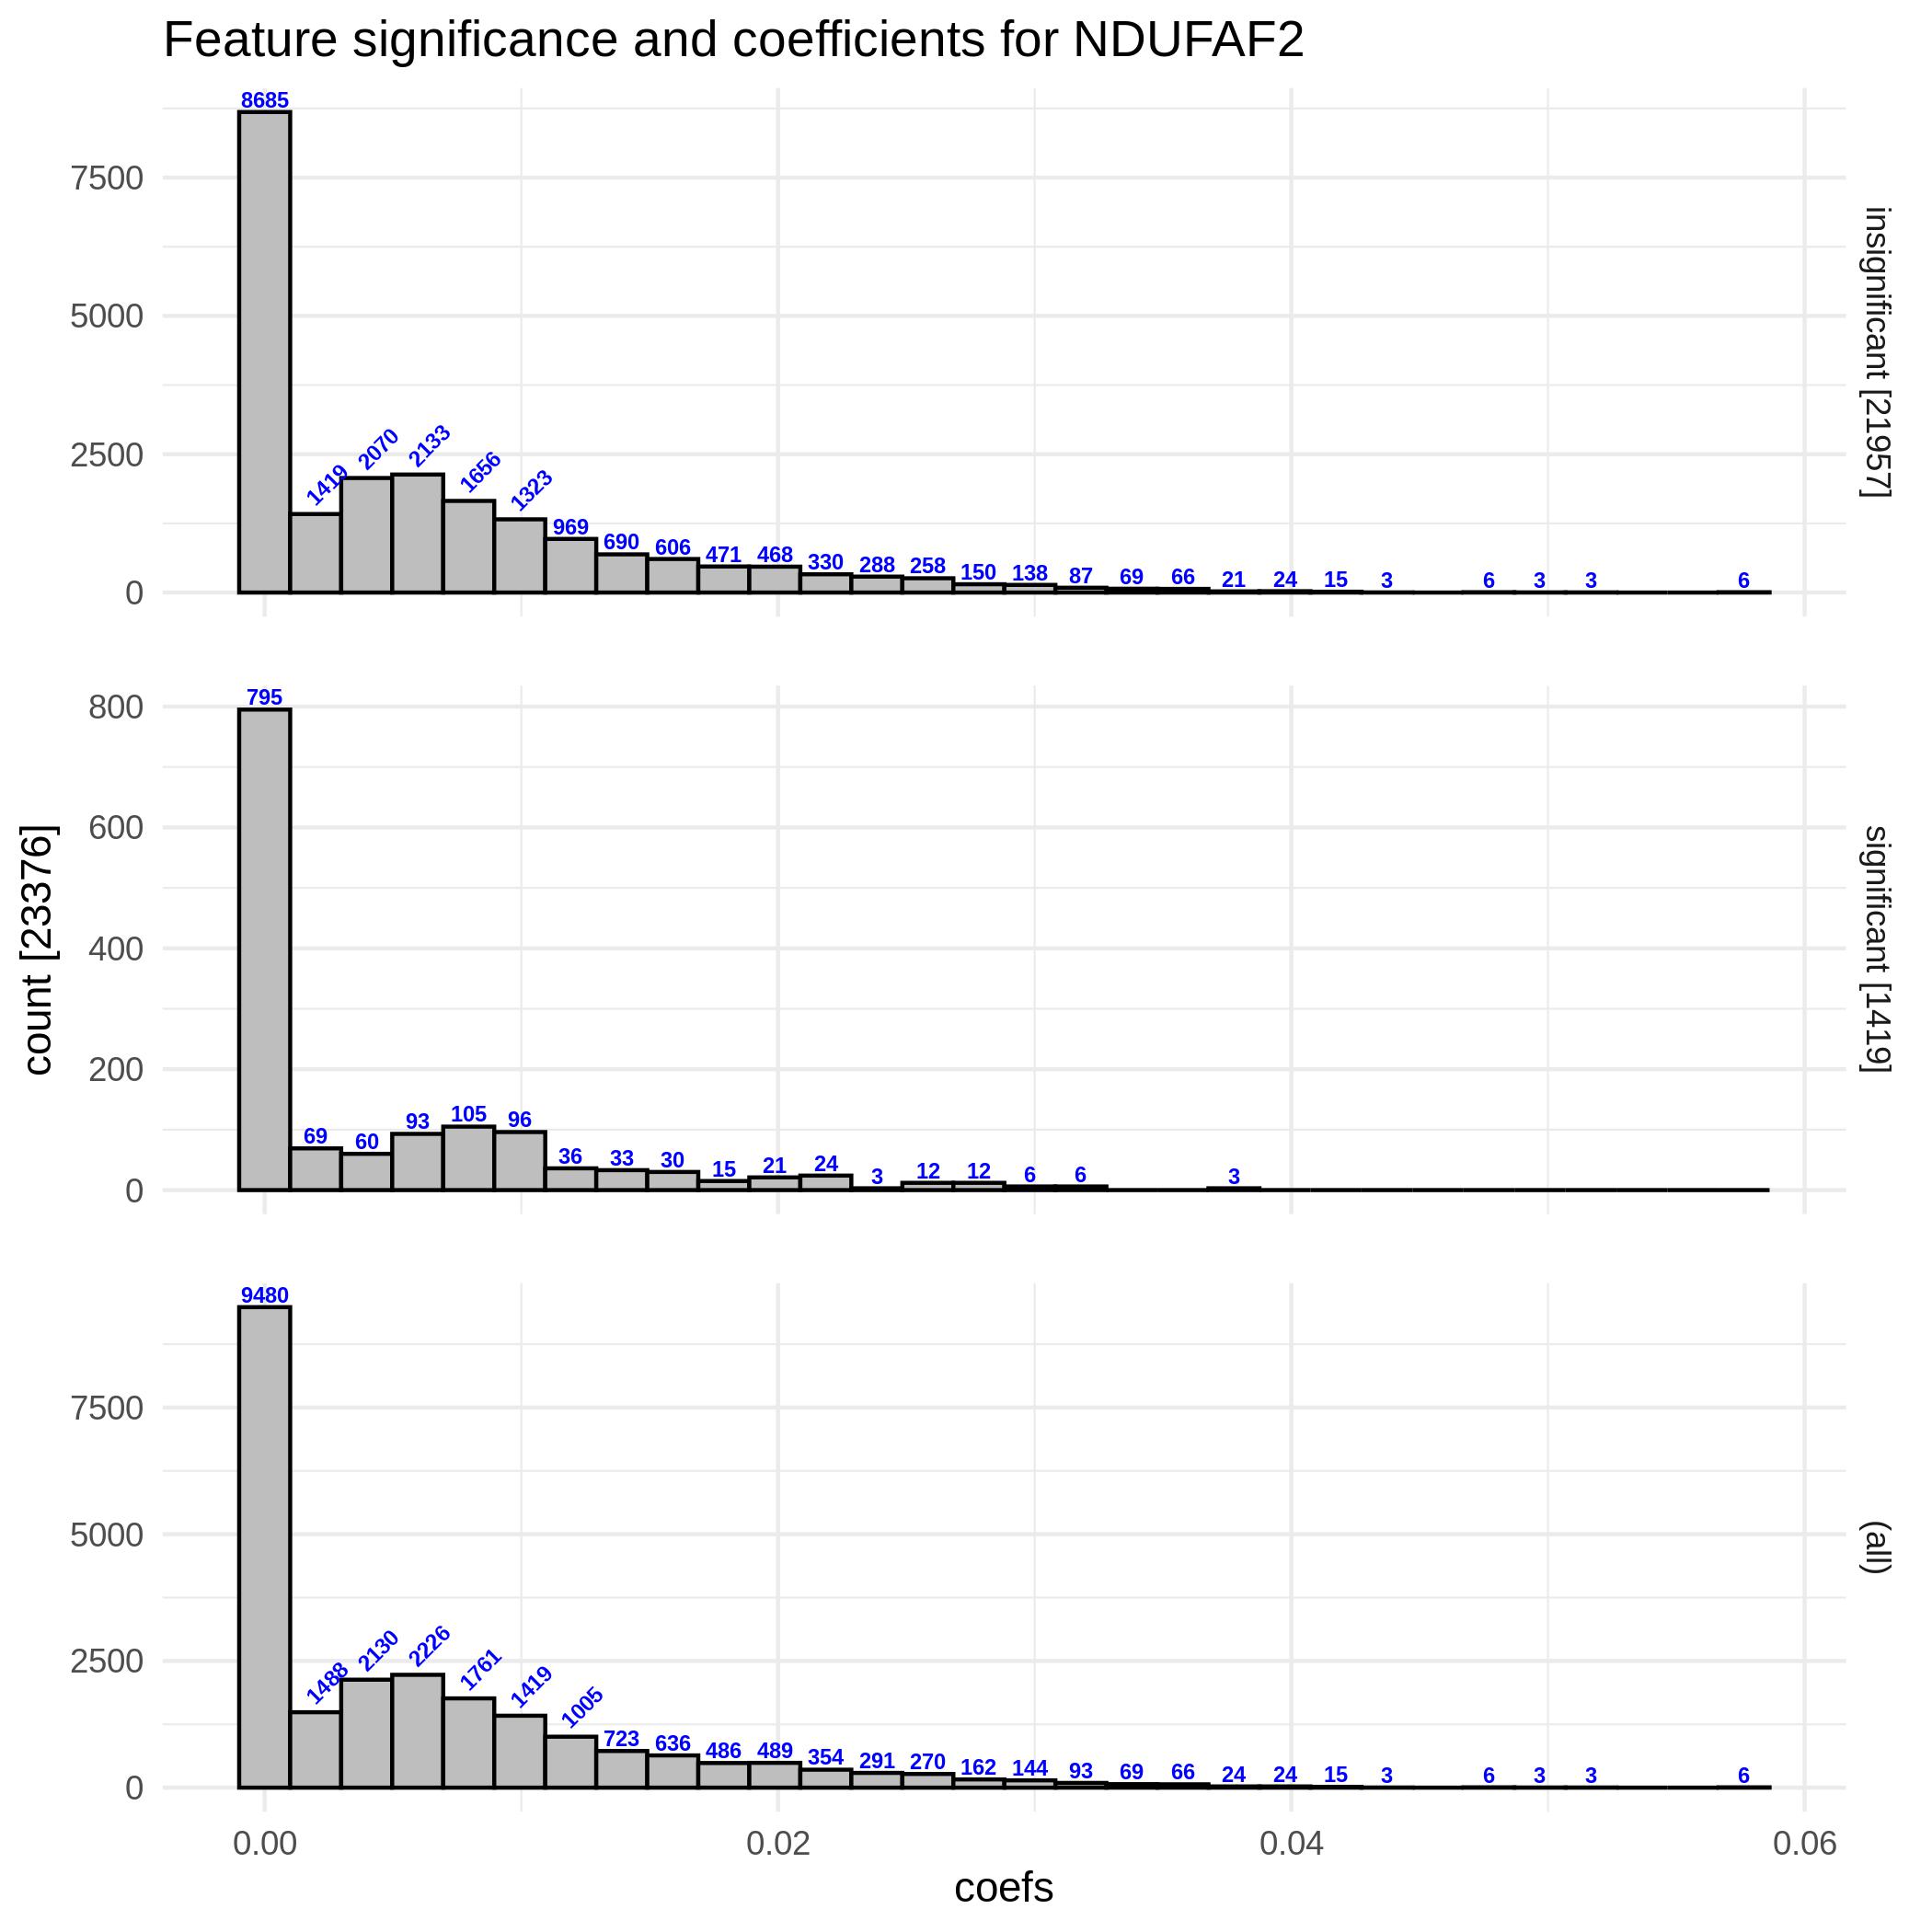 Feature significance and coefficients for NDUFAF2
8685
7500
5000
2500
0
1419 2070 2133 1656 1323 969 690 606 471 468 330 288 258 150 138 87 69 66 21 24 15 3 6 3 3 6
insignificant [21957]
795
800
600
400
200
0
69 60 93 105 96 36 33 30 15 21 24 3 12 12 6 6 3
significant [1419]
count [23376]
9480
7500
5000
2500
0
1488 2130 2226 1761 1419 1005 723 636 486 489 354 291 270 162 144 93 69 66 24 24 15 3 6 3 3 6
(all)
0.00 0.02 0.04 0.06
coefs